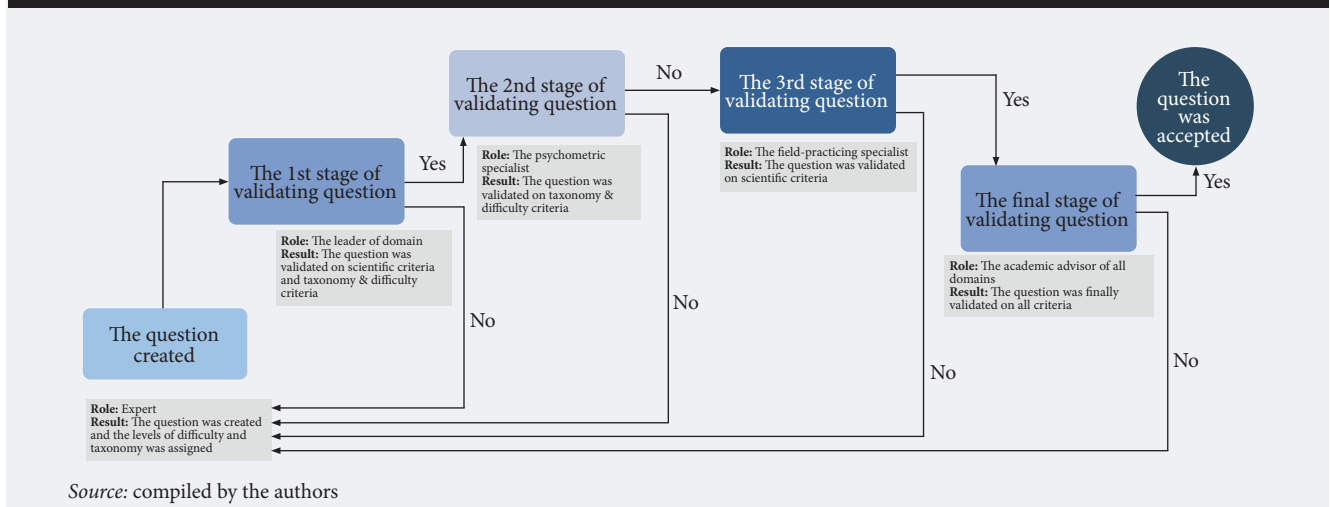 The question
created
Role: Expert
Result: The question was created
and the levels of difficulty and
taxonomy was assigned
The 1st stage of
validating question
Role: The leader of domain
Result: The question was
validated on scientific criteria
and taxonomy & difficulty
criteria
Yes
No
The 2nd stage of
validating question
Role: The psychometric
specialist
Result: The question was
validated on taxonomy &
difficulty criteria
No
No
The 3rd stage of
validating question
Role: The field-practicing specialist
Result: The question was validated
on scientific criteria
Yes
No
The final stage of
validating question
Role: The academic advisor of all
domains
Result: The question was finally
validated on all criteria
Yes
No
The
question
was
accepted
Source: compiled by the authors